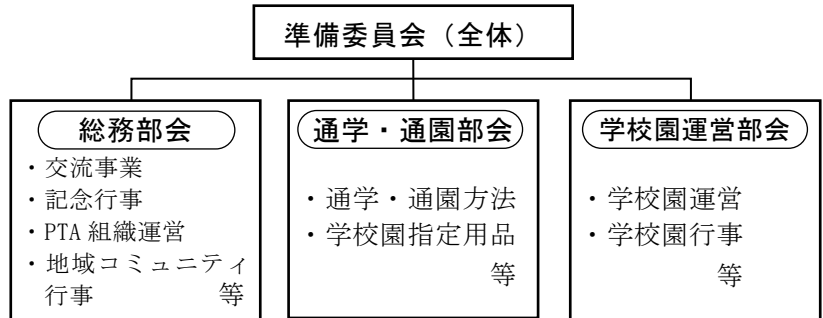 準備委員会（全体）
総務部会
・交流事業
・記念行事
・PTA 組織運営
・地域コミュニティ
行事 等
通学・通園部会
・通学・通園方法
・学校園指定用品
等
学校園運営部会
・学校園運営
・学校園行事
等